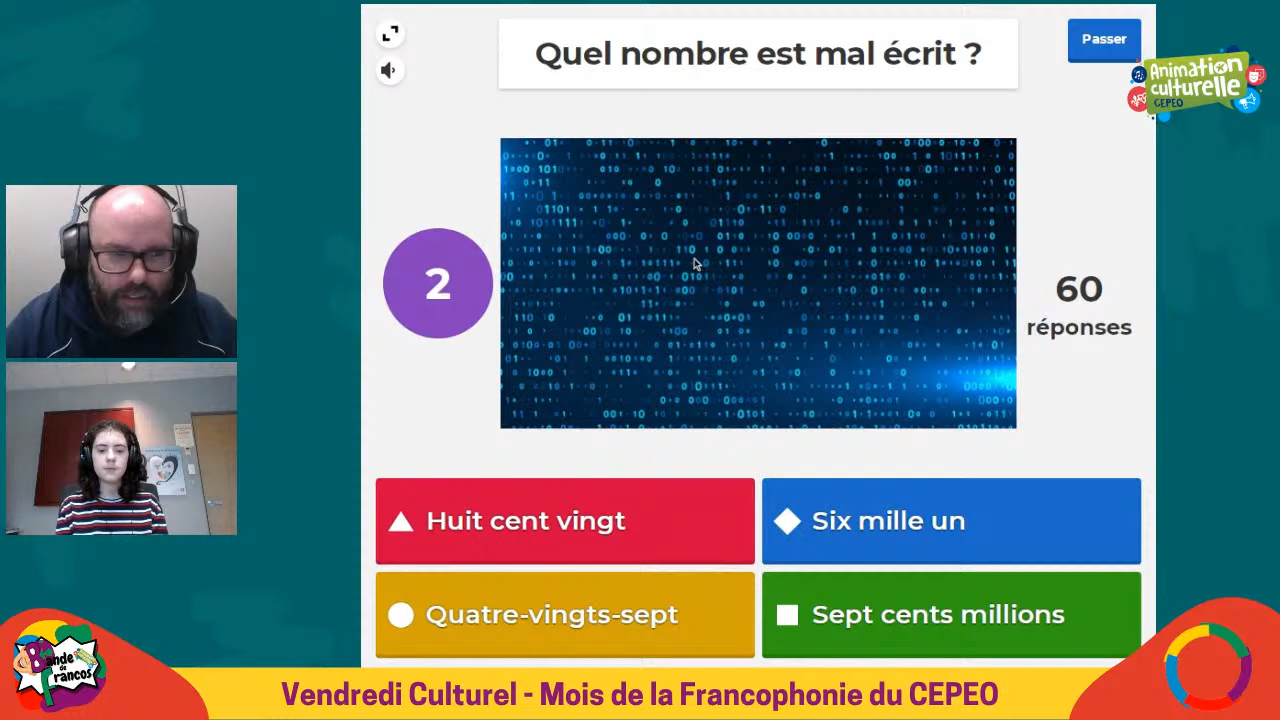 Quel nombre est mal écrit ?
Passer
Animation
culturelle
CEPEO
2
60
réponses
Huit cent vingt
Six mille un
Quatre-vingts-sept
Sept cents millions
Bande
de
Francos
Vendredi Culturel - Mois de la Francophonie du CEPEO